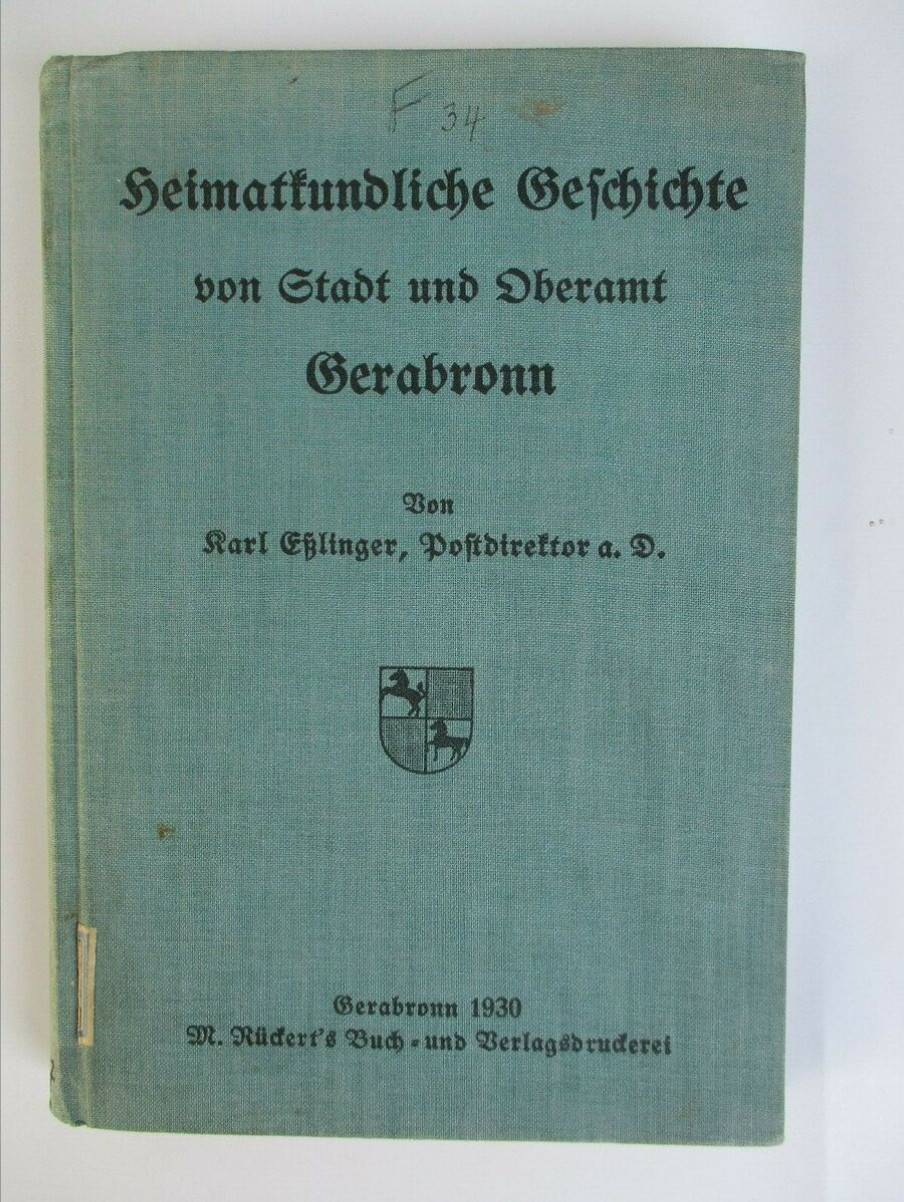 F 34
Heimatkundliche Geschichte
von Stadt und Oberamt
Gerabronn
Von
Karl Eßlinger, Postdirektor a. D.
Gerabronn 1930
M. Rückert's Buch- und Verlagsdruckerei